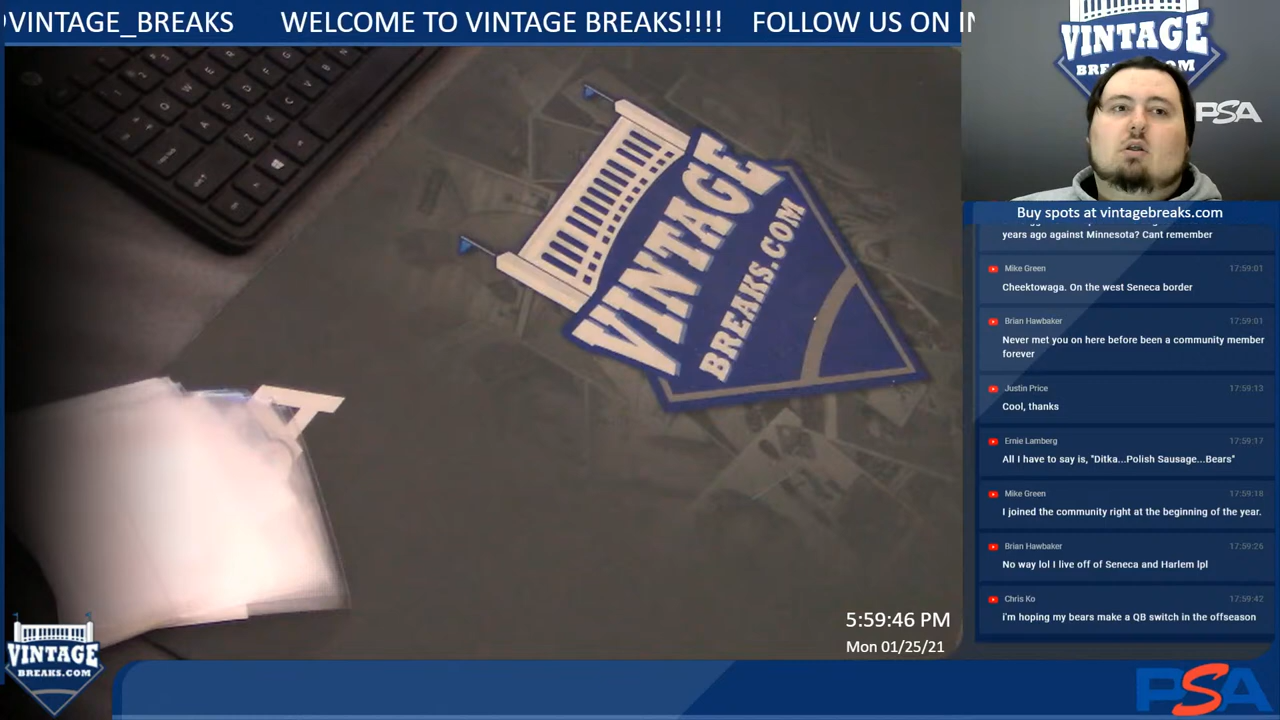 VINTAGE_BREAKS WELCOME TO VINTAGE BREAKS!!!! FOLLOW US ON
VINTAGE
PSA
VINTAGE
BREAKS.COM
Buy spots at vintagebreaks.com
years ago against Minnesota? Cant remember
Mike Green 17:59:01
Cheektowaga. On the west Seneca border
Brian Hawbaker 17:59:01
Never met you on here before been a community member
forever
Justin Price 17:59:13
Cool, thanks
Ernie Lamberg 17:59:17
All I have to say is, "Ditka...Polish Sausage...Bears"
Mike Green 17:59:18
I joined the community right at the beginning of the year.
Brian Hawbaker 17:59:26
No way lol I live off of Seneca and Harlem lpl
Chris Ko 17:59:42
i'm hoping my bears make a QB switch in the offseason
A
5:59:46 PM
Mon 01/25/21
VINTAGE
BREAKS.COM
PSA